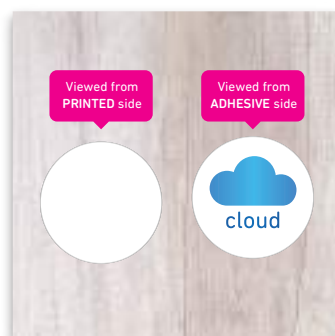 Viewed from
PRINTED side
Viewed from
ADHESIVE side
cloud